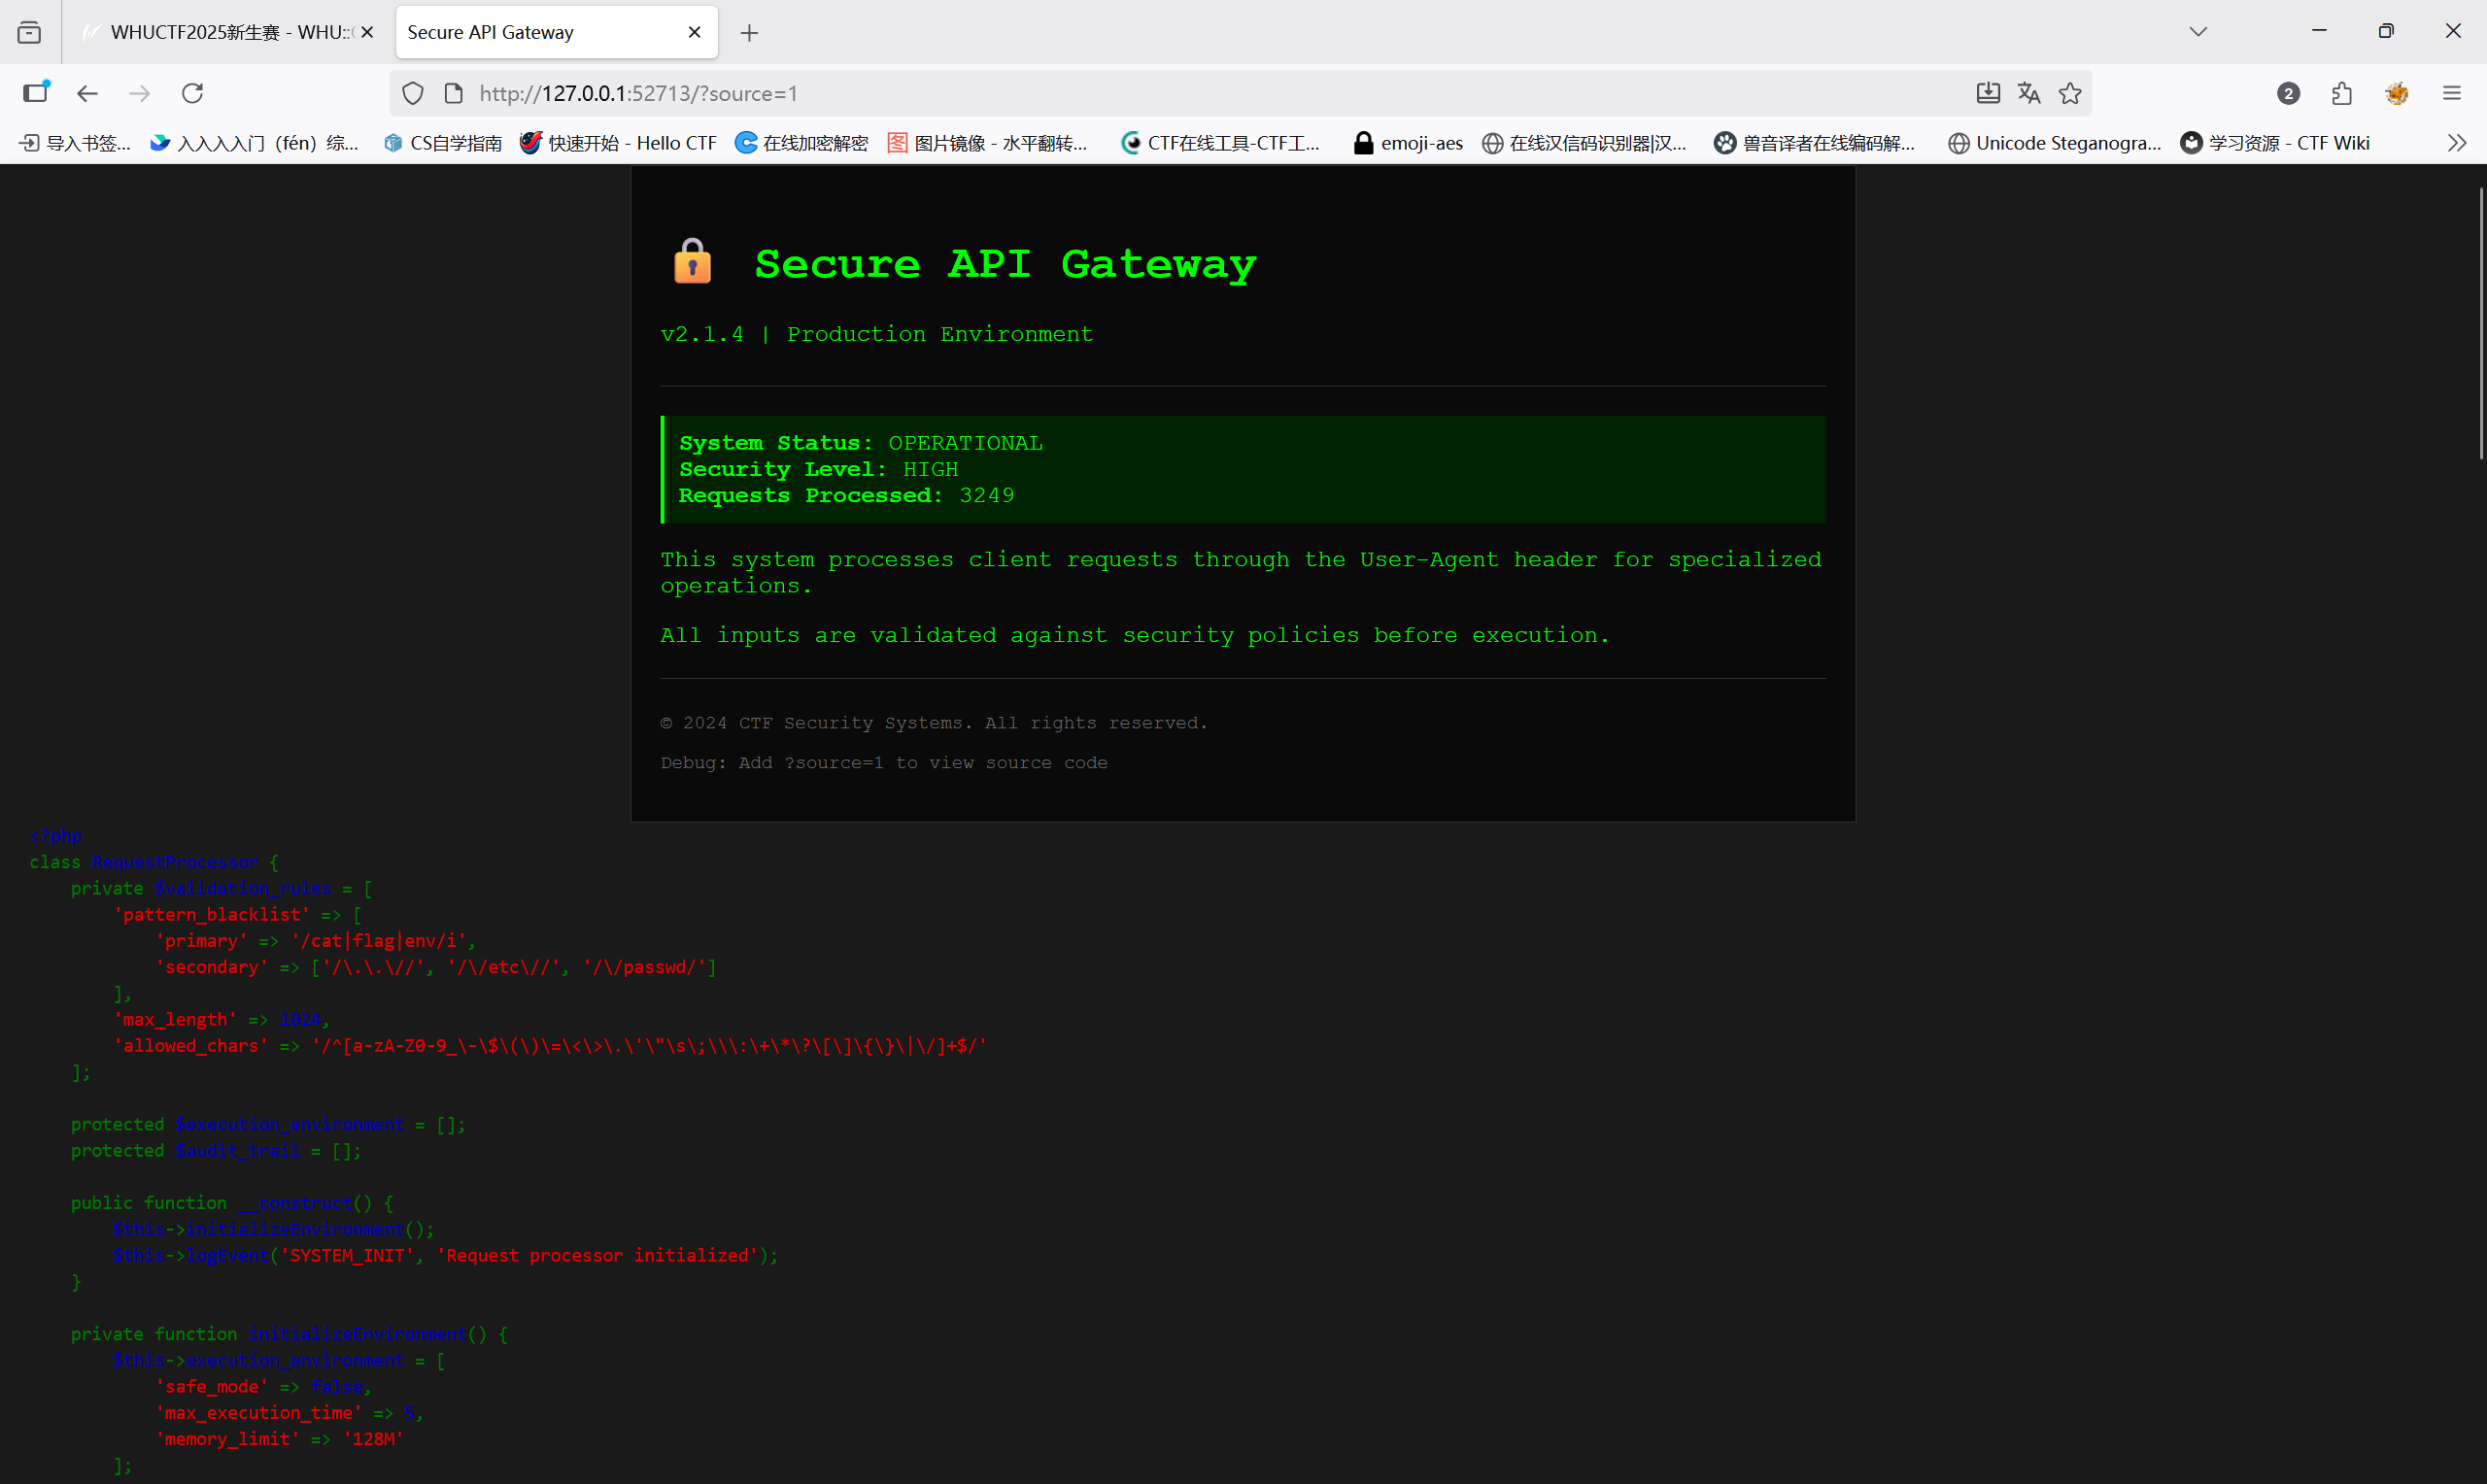 WHUCTF2025新生赛 - WHU::
Secure API Gateway
http://127.0.0.1:52713/?source=1
2
导入书签... 入入入入门（fén）综... CS自学指南 快速开始 - Hello CTF 在线加密解密 图 图片镜像 - 水平翻转... CTF在线工具-CTF工... emoji-aes 在线汉信码识别器|汉... 兽音译者在线编码解... Unicode Steganogra... 学习资源 - CTF Wiki
Secure API Gateway
v2.1.4 | Production Environment
System Status: OPERATIONAL
Security Level: HIGH
Requests Processed: 3249
This system processes client requests through the User-Agent header for specialized
operations.
All inputs are validated against security policies before execution.
© 2024 CTF Security Systems. All rights reserved.
Debug: Add ?source=1 to view source code
<?php
class RequestProcessor {
    private $validation_rules = [
        'pattern_blacklist' => [
            'primary' => '/cat|flag|env/i',
            'secondary' => ['/\.\.\//', '/\/etc\//', '/\/passwd/']
        ],
        'max_length' => 1024,
        'allowed_chars' => '/^[a-zA-Z0-9_\-\$\(\)\=\<\>\.\'\"\s\;\\\:\+\*\?\[\]\{\}\|\/]+$/'
    ];
    protected $execution_environment = [];
    protected $audit_trail = [];
    public function __construct() {
        $this->initializeEnvironment();
        $this->logEvent('SYSTEM_INIT', 'Request processor initialized');
    }
    private function initializeEnvironment() {
        $this->execution_environment = [
            'safe_mode' => false,
            'max_execution_time' => 5,
            'memory_limit' => '128M'
        ];